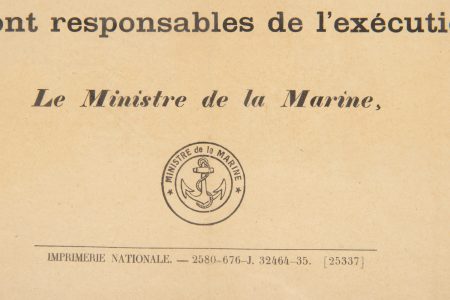 ont responsables de l'exécutio
Le Ministre de la Marine,
★ MINISTRE de la MARINE ★
IMPRIMERIE NATIONALE. — 2580-676-J. 32464-35. [25337]